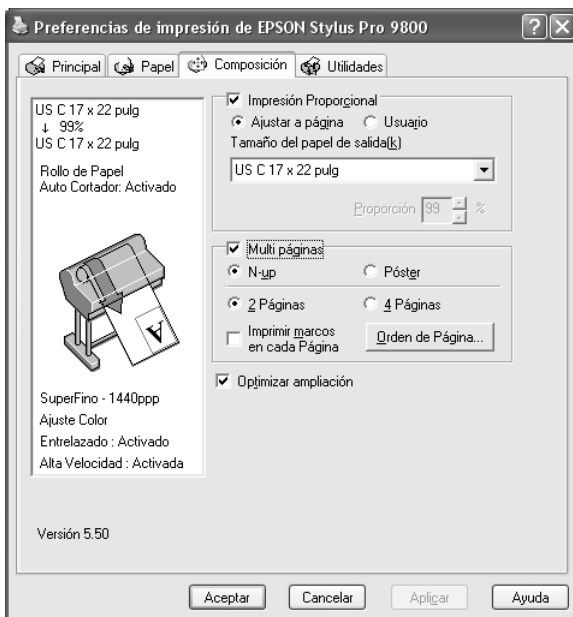 Preferencias de impresión de EPSON Stylus Pro 9800
Principal Papel Composición Utilidades
US C 17 x 22 pulg
↓ 99%
US C 17 x 22 pulg
Rollo de Papel
Auto Cortador: Activado
A
SuperFino - 1440ppp
Ajuste Color
Entrelazado : Activado
Alta Velocidad : Activada
Versión 5.50
Impresión Proporcional
Ajustar a página Usuario
Tamaño del papel de salida(k)
US C 17 x 22 pulg
Proporción 99 %
Multi páginas
N-up Póster
2 Páginas 4 Páginas
Imprimir marcos
en cada Página
Orden de Página...
Optimizar ampliación
Aceptar Cancelar Aplicar Ayuda